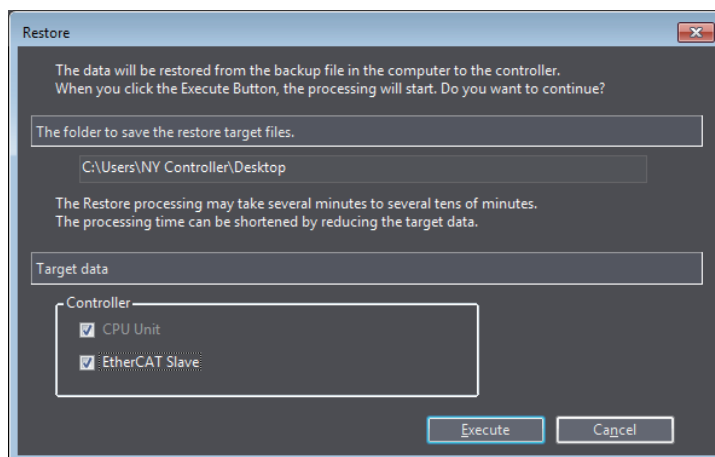 Restore
The data will be restored from the backup file in the computer to the controller.
When you click the Execute Button, the processing will start. Do you want to continue?
The folder to save the restore target files.
C:\Users\NY Controller\Desktop
The Restore processing may take several minutes to several tens of minutes.
The processing time can be shortened by reducing the target data.
Target data
Controller
CPU Unit
EtherCAT Slave
Execute Cancel